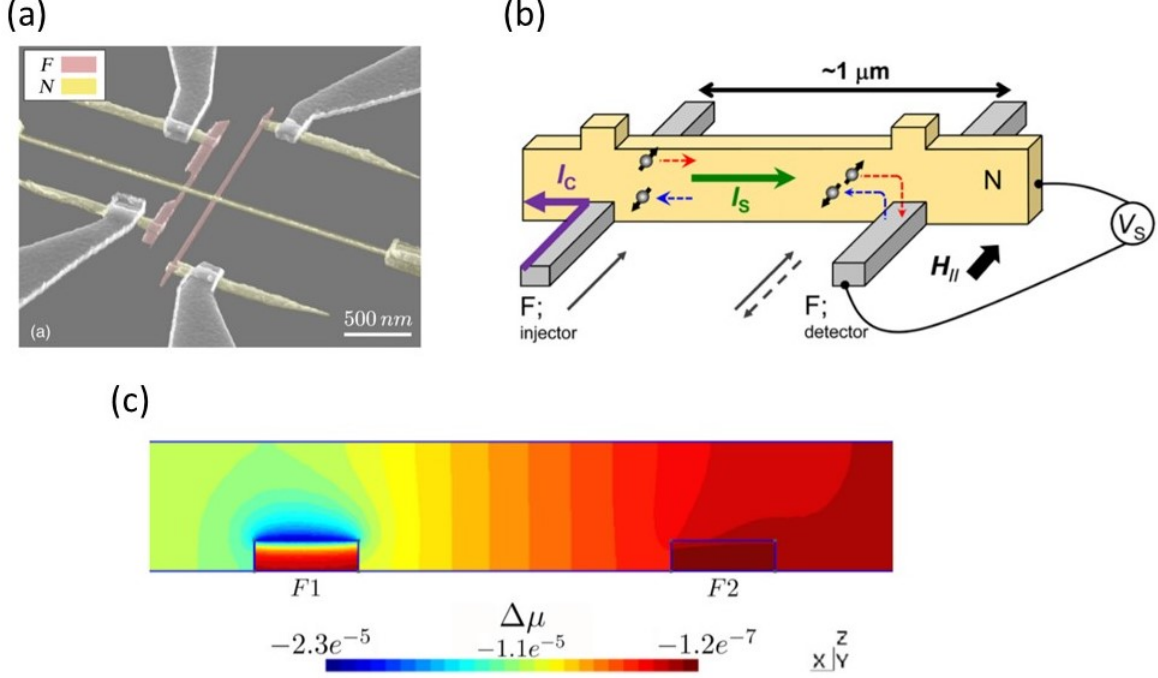 (a)
F
N
(a)
500 nm
(b)
~1 μm
I_C
I_S
N
V_S
H_//
F;
injector
F;
detector
(c)
F1
F2
Δμ
−2.3e⁻⁵
−1.1e⁻⁵
−1.2e⁻⁷
Z
X Y